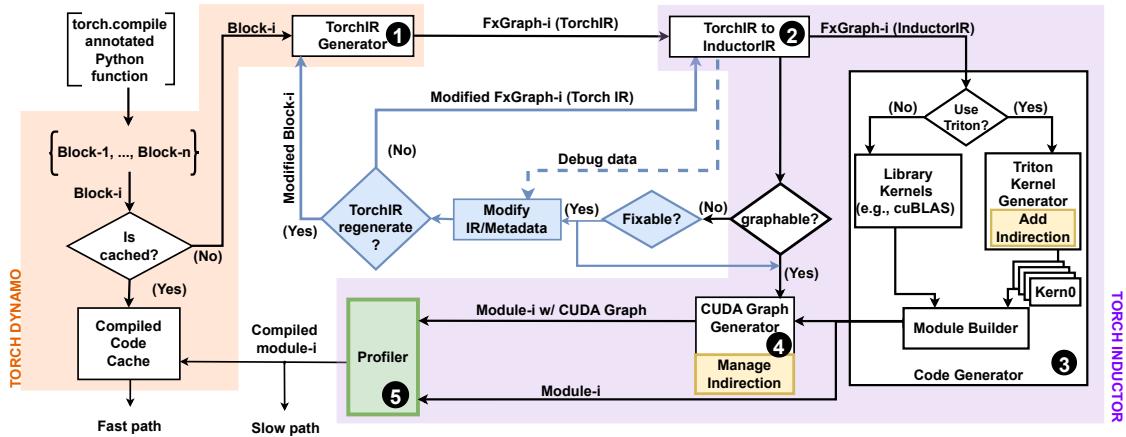 torch.compile
annotated
Python
function
Block-i
TorchIR
Generator
1
FxGraph-i (TorchIR)
TorchIR to
InductorIR
2
FxGraph-i (InductorIR)
{Block-1, ..., Block-n}
Block-i
Is
cached?
(No)
(Yes)
Compiled
Code
Cache
Fast path
TORCH DYNAMO
Modified Block-i
Modified FxGraph-i (Torch IR)
(No)
TorchIR
regenerate
?
(Yes)
Debug data
Modify
IR/Metadata
(Yes)
Fixable?
(No)
graphable?
(Yes)
Use
Triton?
(No)
(Yes)
Library
Kernels
(e.g., cuBLAS)
Triton
Kernel
Generator
Add
Indirection
Kern0
Module Builder
Code Generator
3
CUDA Graph
Generator
4
Manage
Indirection
Module-i w/ CUDA Graph
Module-i
Profiler
5
Compiled
module-i
Slow path
TORCH INDUCTOR